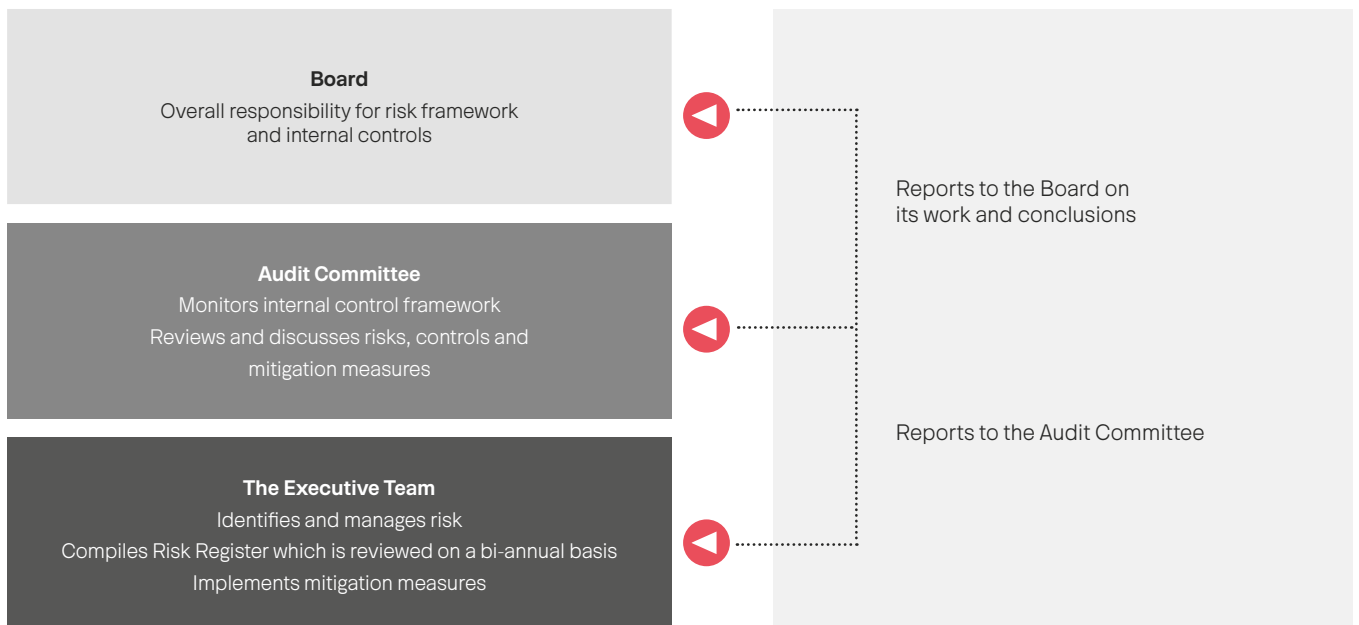 Board
Overall responsibility for risk framework
and internal controls
Reports to the Board on
its work and conclusions
Audit Committee
Monitors internal control framework
Reviews and discusses risks, controls and
mitigation measures
Reports to the Audit Committee
The Executive Team
Identifies and manages risk
Compiles Risk Register which is reviewed on a bi-annual basis
Implements mitigation measures